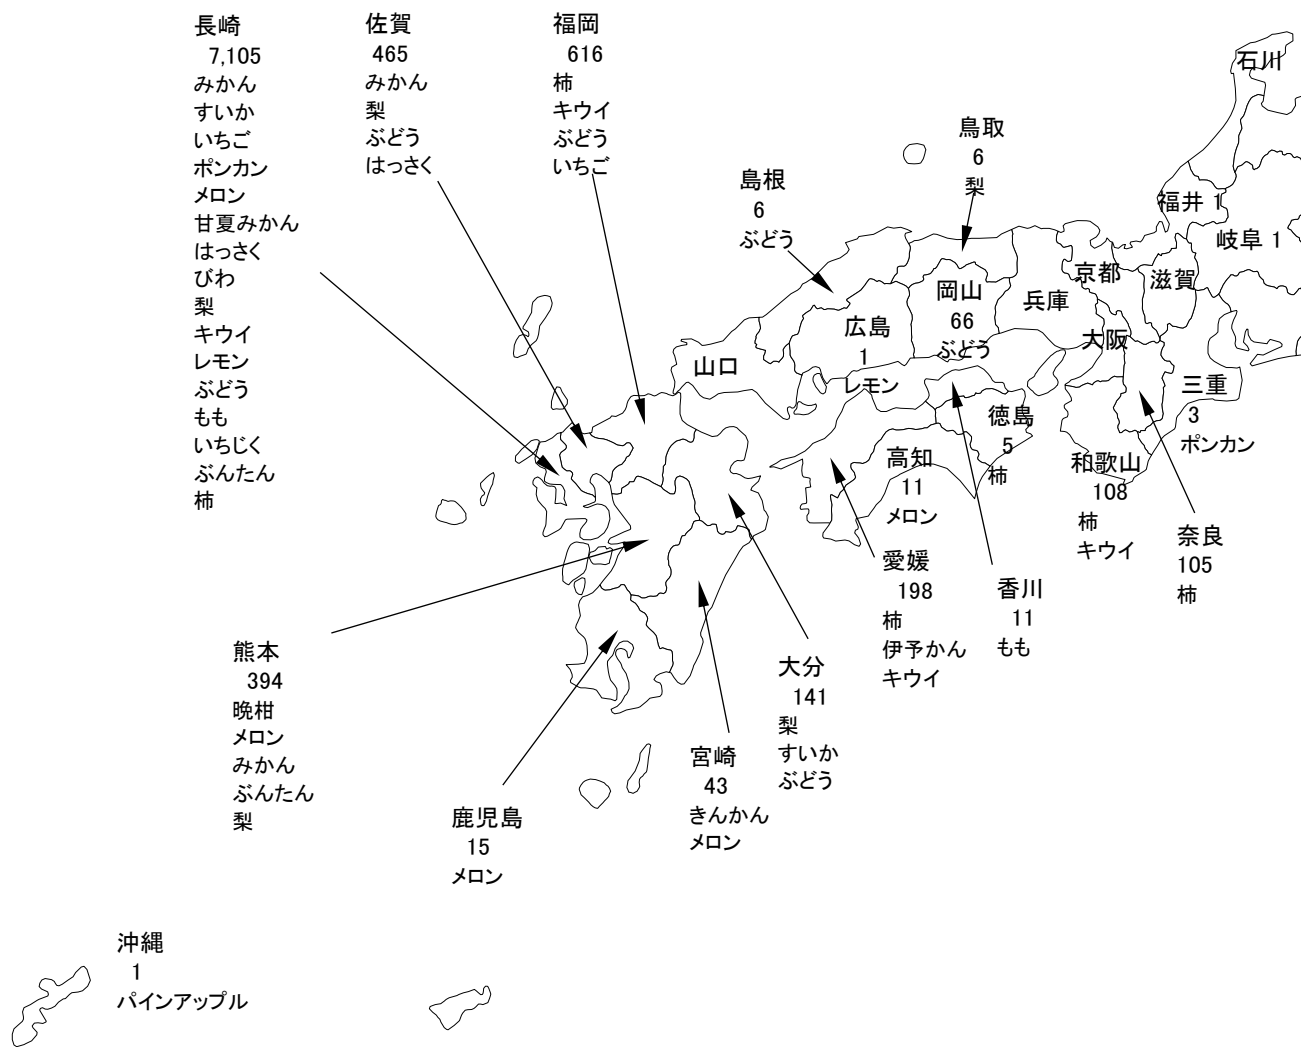 長崎
7,105
みかん
すいか
いちご
ポンカン
メロン
甘夏みかん
はっさく
びわ
梨
キウイ
レモン
ぶどう
もも
いちじく
ぶんたん
柿
佐賀
465
みかん
梨
ぶどう
はっさく
福岡
616
柿
キウイ
ぶどう
いちご
島根
6
ぶどう
鳥取
6
梨
石川
福井 1
岐阜 1
京都
滋賀
兵庫
岡山
66
ぶどう
広島
1
レモン
山口
大阪
三重
3
ポンカン
徳島
5
柿
高知
11
メロン
和歌山
108
柿
キウイ
奈良
105
柿
愛媛
198
柿
伊予かん
キウイ
香川
11
もも
熊本
394
晩柑
メロン
みかん
ぶんたん
梨
大分
141
梨
すいか
ぶどう
宮崎
43
きんかん
メロン
鹿児島
15
メロン
沖縄
1
パインアップル